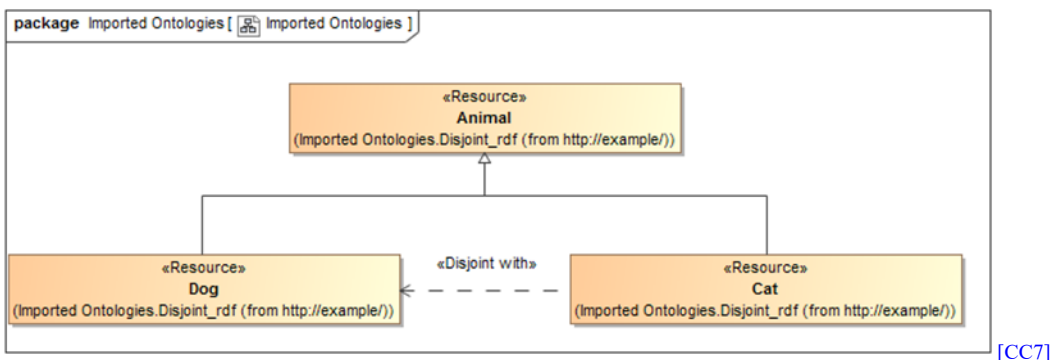 package Imported Ontologies [ Imported Ontologies ]
«Resource»
Animal
(Imported Ontologies.Disjoint_rdf (from http://example/))
«Disjoint with»
«Resource»
Dog
(Imported Ontologies.Disjoint_rdf (from http://example/))
«Resource»
Cat
(Imported Ontologies.Disjoint_rdf (from http://example/))
[CC7]